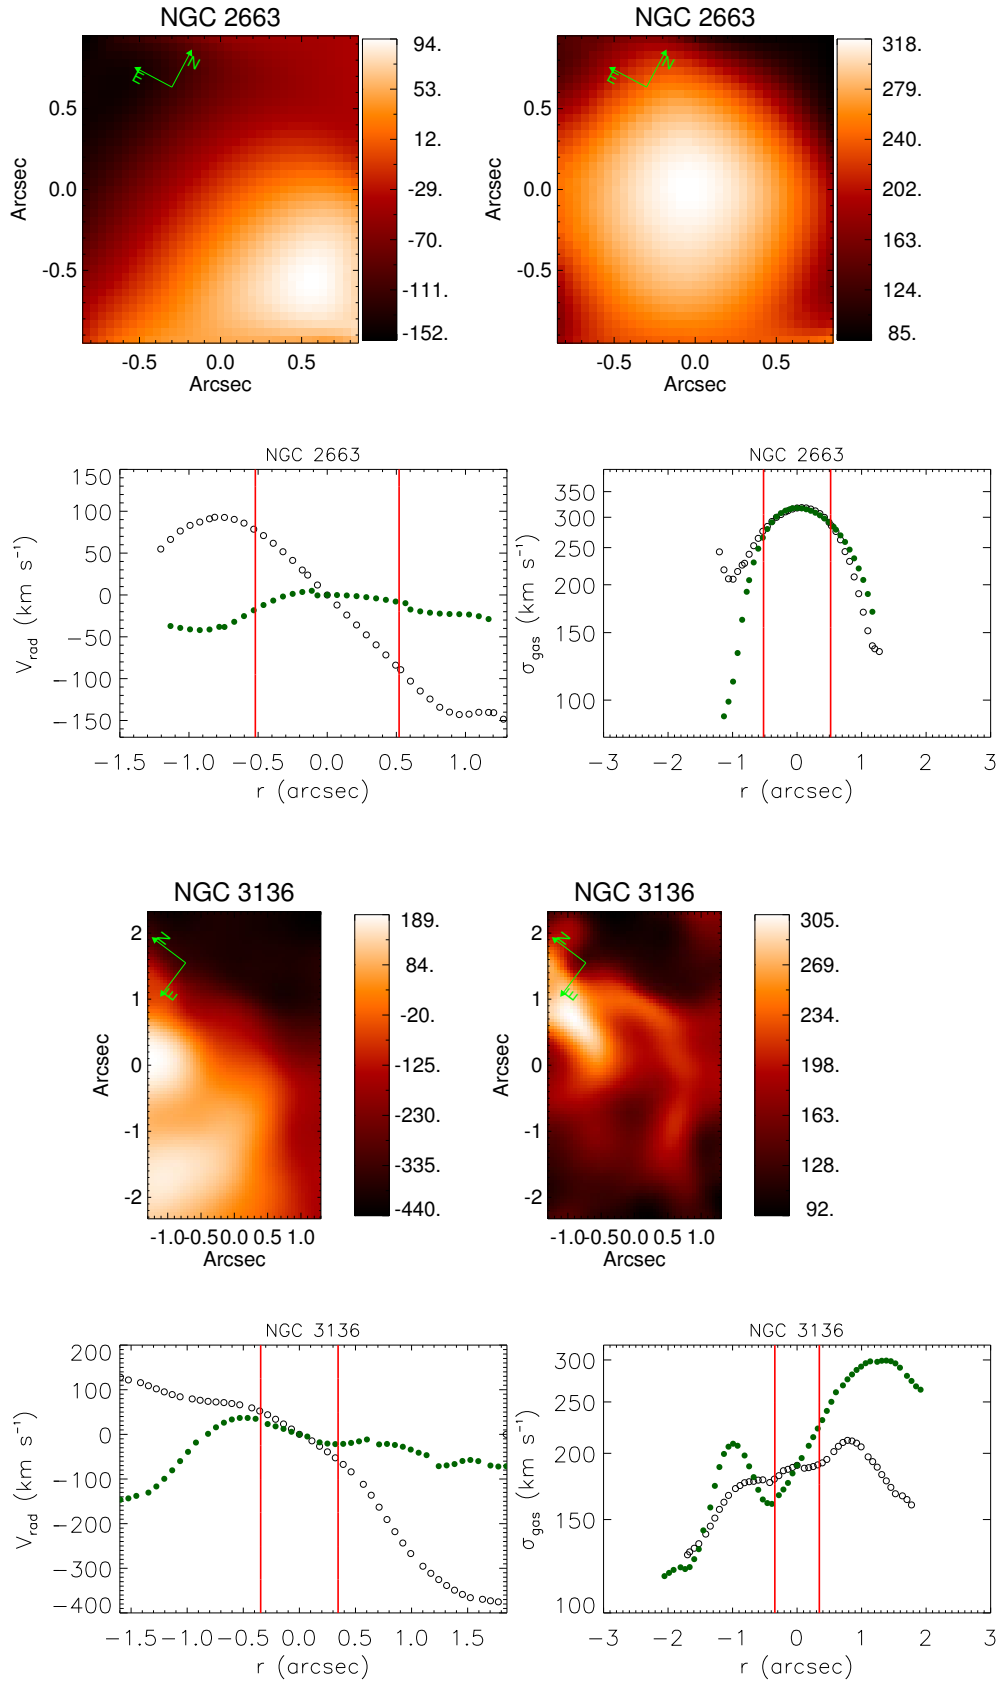 NGC 2663
NGC 2663
94.
53.
12.
-29.
-70.
-111.
-152.
318.
279.
240.
202.
163.
124.
85.
N
E
N
E
0.5
0.0
-0.5
Arcsec
0.5
0.0
-0.5
Arcsec
-0.5 0.0 0.5
Arcsec
-0.5 0.0 0.5
Arcsec
NGC 2663
150
100
50
0
−50
−100
−150
V_rad (km s⁻¹)
−1.5 −1.0 −0.5 0.0 0.5 1.0
r (arcsec)
NGC 2663
350
300
250
200
150
100
σ_gas (km s⁻¹)
−3 −2 −1 0 1 2 3
r (arcsec)
NGC 3136
NGC 3136
2
1
0
-1
-2
Arcsec
N
E
189.
84.
-20.
-125.
-230.
-335.
-440.
2
1
0
-1
-2
Arcsec
N
E
305.
269.
234.
198.
163.
128.
92.
-1.0-0.50.0 0.5 1.0
Arcsec
-1.0-0.50.0 0.5 1.0
Arcsec
NGC 3136
200
100
0
−100
−200
−300
−400
V_rad (km s⁻¹)
−1.5 −1.0 −0.5 0.0 0.5 1.0 1.5
r (arcsec)
NGC 3136
300
250
200
150
100
σ_gas (km s⁻¹)
−3 −2 −1 0 1 2 3
r (arcsec)